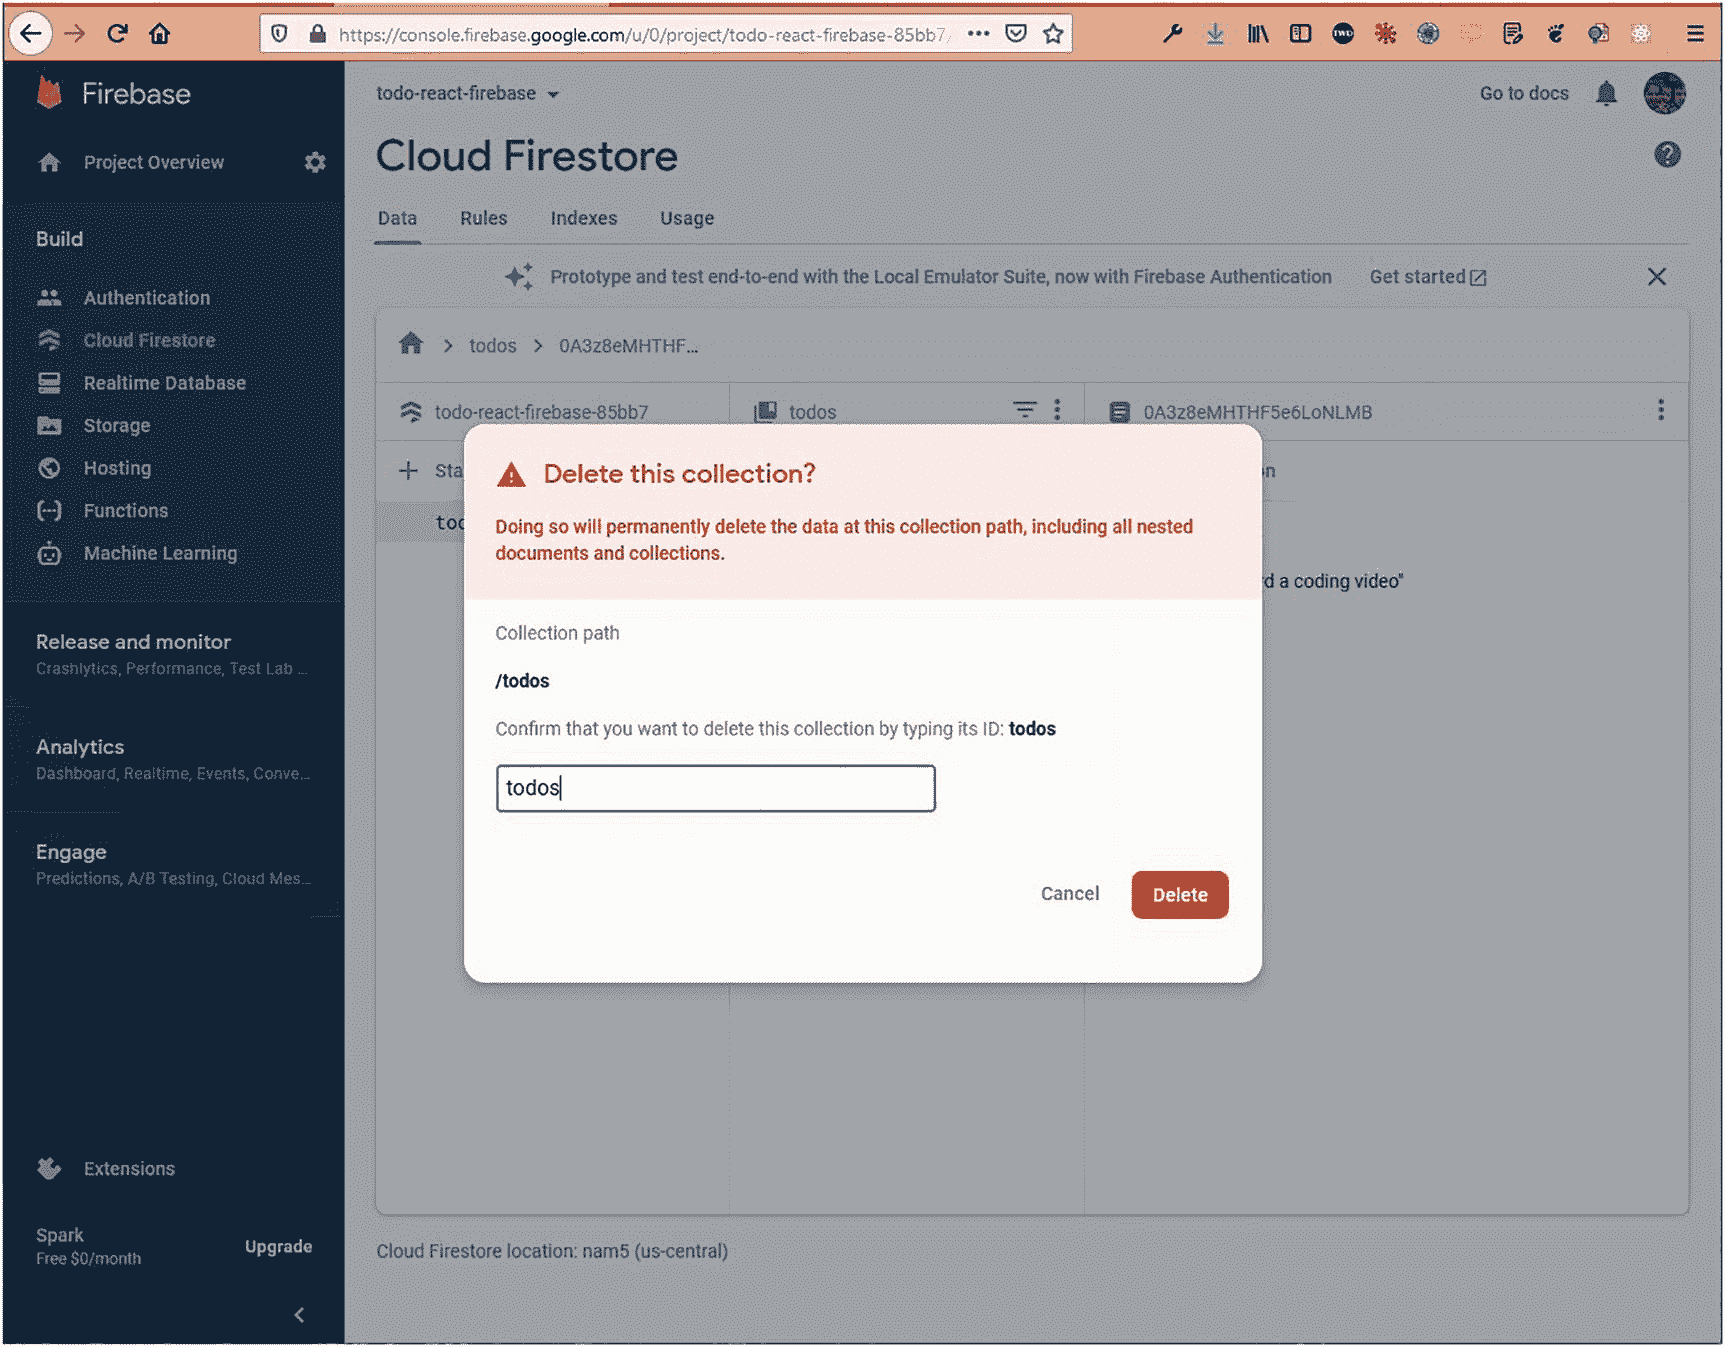 https://console.firebase.google.com/u/0/project/todo-react-firebase-85bb7/
Firebase
Project Overview
Build
Authentication
Cloud Firestore
Realtime Database
Storage
Hosting
Functions
Machine Learning
Release and monitor
Crashlytics, Performance, Test Lab ...
Analytics
Dashboard, Realtime, Events, Conve...
Engage
Predictions, A/B Testing, Cloud Mes...
Extensions
Spark
Free $0/month
Upgrade
todo-react-firebase
Go to docs
Cloud Firestore
Data Rules Indexes Usage
Prototype and test end-to-end with the Local Emulator Suite, now with Firebase Authentication Get started
todos > 0A3z8eMHTHF...
todo-react-firebase-85bb7
todos
0A3z8eMHTHF5e6LoNLMB
Sta
n
tod
rd a coding video"
Delete this collection?
Doing so will permanently delete the data at this collection path, including all nested
documents and collections.
Collection path
/todos
Confirm that you want to delete this collection by typing its ID: todos
todos
Cancel
Delete
Cloud Firestore location: nam5 (us-central)